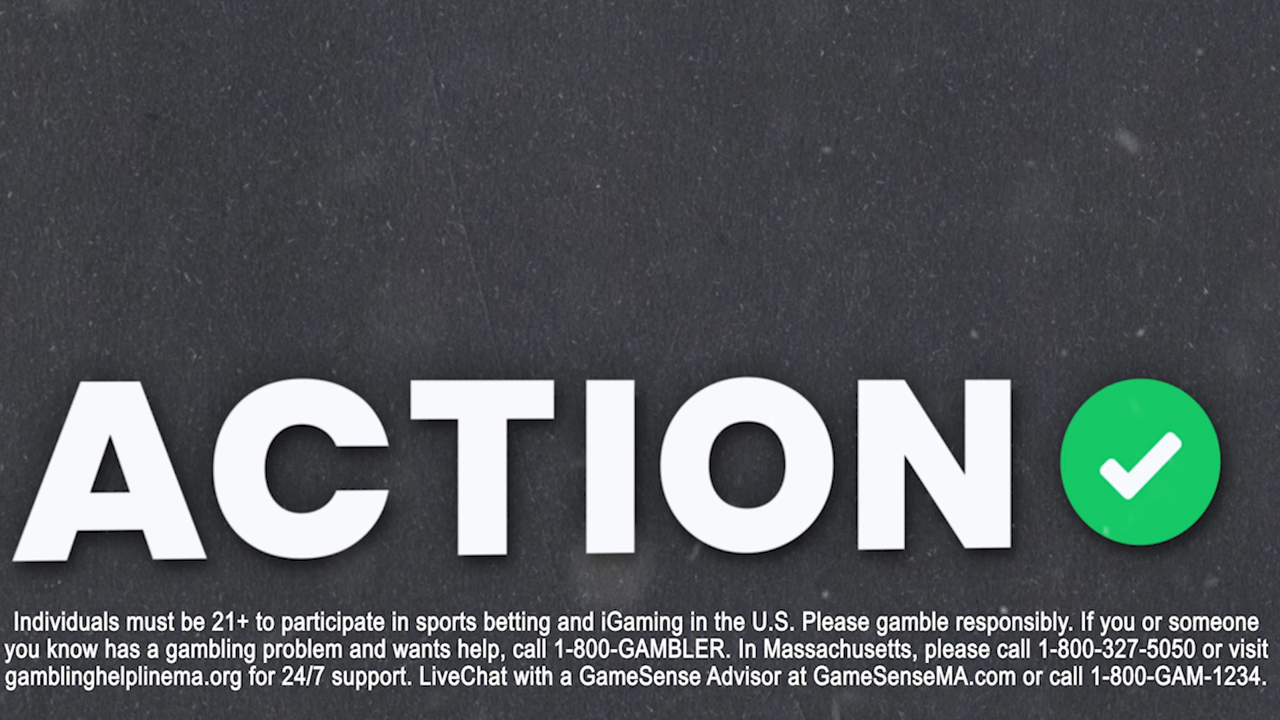 ACTION
Individuals must be 21+ to participate in sports betting and iGaming in the U.S. Please gamble responsibly. If you or someone
you know has a gambling problem and wants help, call 1-800-GAMBLER. In Massachusetts, please call 1-800-327-5050 or visit
gamblinghelplinema.org for 24/7 support. LiveChat with a GameSense Advisor at GameSenseMA.com or call 1-800-GAM-1234.